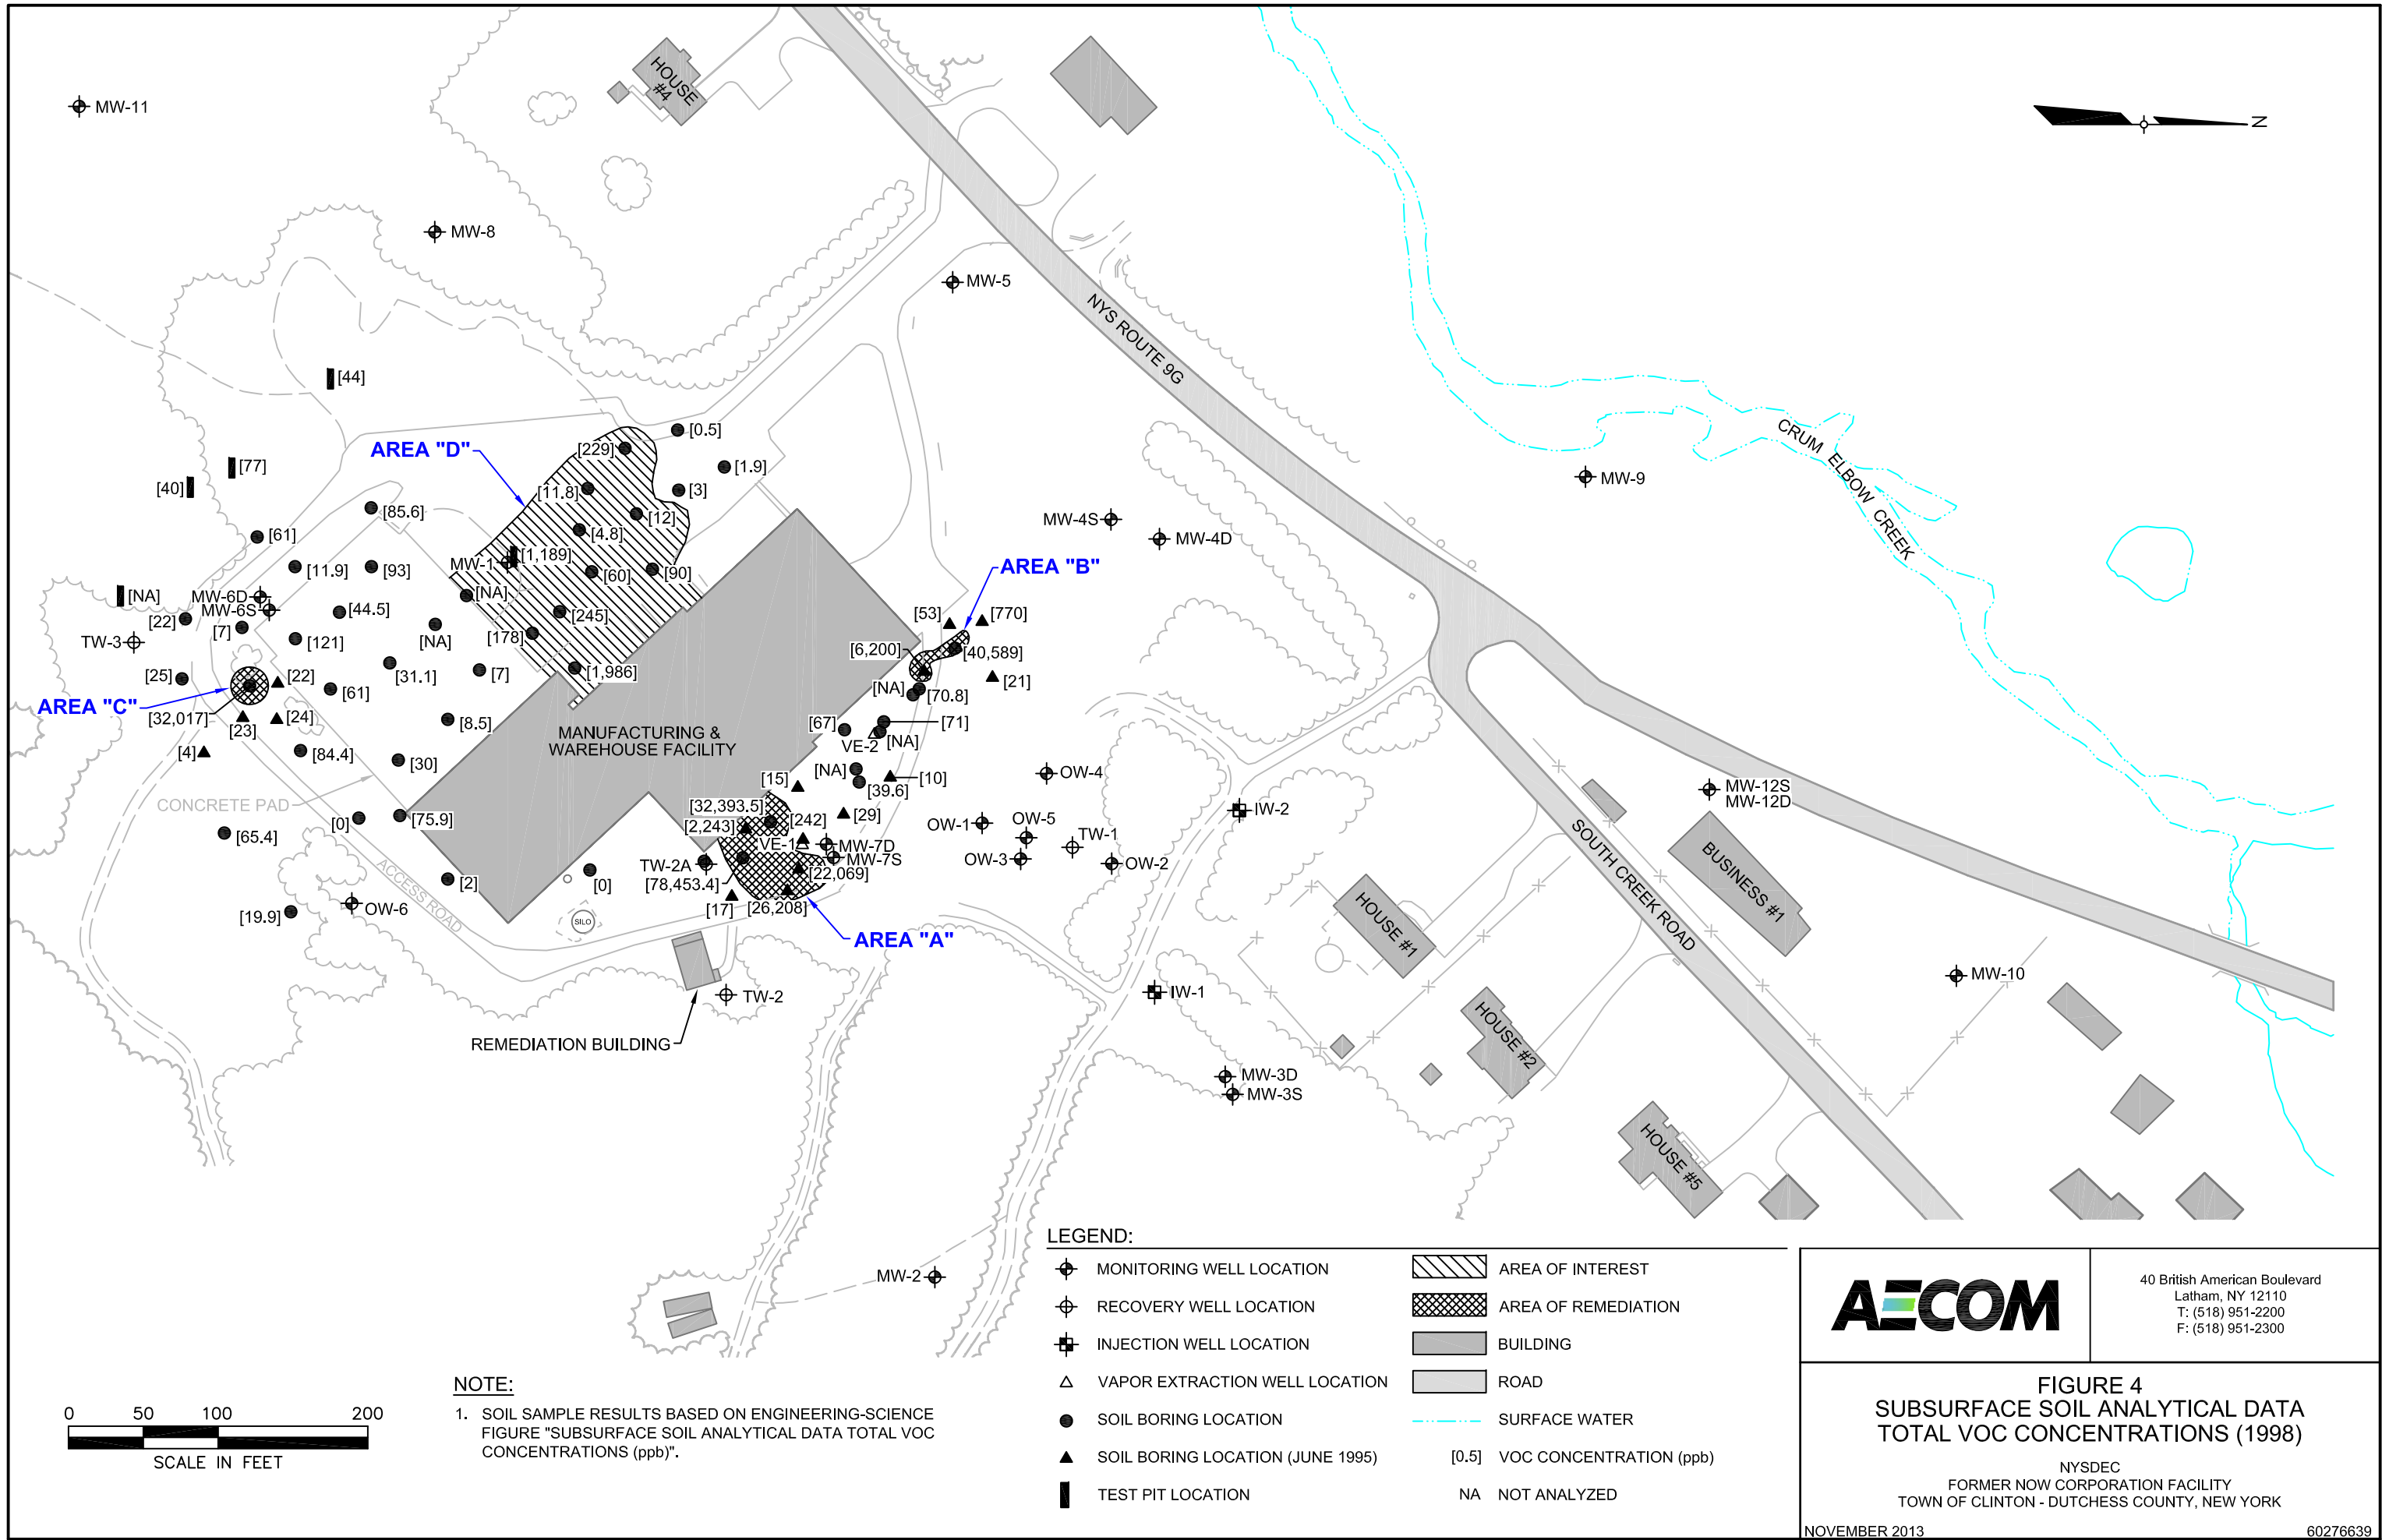 MW-11
HOUSE
#4
N
MW-8
MW-5
NYS ROUTE 9G
[44]
CRUM ELBOW CREEK
AREA "D"
[0.5]
[229]
[77]
[1.9]
[40]
[11.8]
[3]
MW-9
[85.6]
[12]
MW-4S
[61]
[4.8]
MW-4D
[1,189]
MW-1
[11.9]
[93]
[60]
[90]
AREA "B"
[NA]
MW-6D
[NA]
MW-6S
[44.5]
[245]
[53]
[770]
[22]
[7]
[NA]
[178]
TW-3
[121]
[6,200]
[40,589]
[31.1]
[7]
[1,986]
[25]
[22]
[61]
[NA]
[70.8]
[21]
AREA "C"
[32,017]
[24]
[8.5]
[67]
[71]
[23]
MANUFACTURING &
WAREHOUSE FACILITY
VE-2
[NA]
[4]
[84.4]
[30]
[15]
[NA]
[10]
OW-4
[39.6]
MW-12S
MW-12D
CONCRETE PAD
[32,393.5]
[29]
IW-2
[0]
[75.9]
[2,243]
[242]
OW-1
OW-5
[65.4]
VE-1
MW-7D
TW-1
MW-7S
OW-3
OW-2
SOUTH CREEK ROAD
BUSINESS #1
TW-2A
[22,069]
ACCESS ROAD
[2]
[0]
[78,453.4]
[19.9]
OW-6
[17]
[26,208]
SILO
HOUSE #1
AREA "A"
MW-10
TW-2
IW-1
REMEDIATION BUILDING
HOUSE #2
MW-3D
MW-3S
HOUSE #5
MW-2
LEGEND:
MONITORING WELL LOCATION
RECOVERY WELL LOCATION
INJECTION WELL LOCATION
VAPOR EXTRACTION WELL LOCATION
SOIL BORING LOCATION
SOIL BORING LOCATION (JUNE 1995)
TEST PIT LOCATION
AREA OF INTEREST
AREA OF REMEDIATION
BUILDING
ROAD
SURFACE WATER
[0.5] VOC CONCENTRATION (ppb)
NA NOT ANALYZED
0 50 100 200
SCALE IN FEET
NOTE:
1. SOIL SAMPLE RESULTS BASED ON ENGINEERING-SCIENCE
FIGURE "SUBSURFACE SOIL ANALYTICAL DATA TOTAL VOC
CONCENTRATIONS (ppb)".
AECOM
40 British American Boulevard
Latham, NY 12110
T: (518) 951-2200
F: (518) 951-2300
FIGURE 4
SUBSURFACE SOIL ANALYTICAL DATA
TOTAL VOC CONCENTRATIONS (1998)
NYSDEC
FORMER NOW CORPORATION FACILITY
TOWN OF CLINTON - DUTCHESS COUNTY, NEW YORK
NOVEMBER 2013
60276639